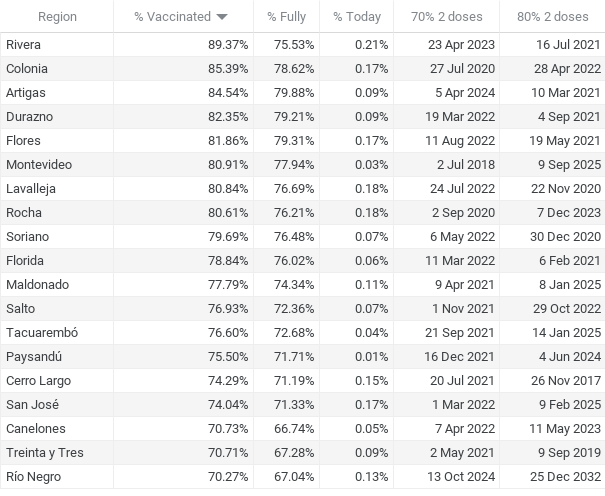 Region % Vaccinated % Fully % Today 70% 2 doses 80% 2 doses
Rivera 89.37% 75.53% 0.21% 23 Apr 2023 16 Jul 2021
Colonia 85.39% 78.62% 0.17% 27 Jul 2020 28 Apr 2022
Artigas 84.54% 79.88% 0.09% 5 Apr 2024 10 Mar 2021
Durazno 82.35% 79.21% 0.09% 19 Mar 2022 4 Sep 2021
Flores 81.86% 79.31% 0.17% 11 Aug 2022 19 May 2021
Montevideo 80.91% 77.94% 0.03% 2 Jul 2018 9 Sep 2025
Lavalleja 80.84% 76.69% 0.18% 24 Jul 2022 22 Nov 2020
Rocha 80.61% 76.21% 0.18% 2 Sep 2020 7 Dec 2023
Soriano 79.69% 76.48% 0.07% 6 May 2022 30 Dec 2020
Florida 78.84% 76.02% 0.06% 11 Mar 2022 6 Feb 2021
Maldonado 77.79% 74.34% 0.11% 9 Apr 2021 8 Jan 2025
Salto 76.93% 72.36% 0.07% 1 Nov 2021 29 Oct 2022
Tacuarembó 76.60% 72.68% 0.04% 21 Sep 2021 14 Jan 2025
Paysandú 75.50% 71.71% 0.01% 16 Dec 2021 4 Jun 2024
Cerro Largo 74.29% 71.19% 0.15% 20 Jul 2021 26 Nov 2017
San José 74.04% 71.33% 0.17% 1 Mar 2022 9 Feb 2025
Canelones 70.73% 66.74% 0.05% 7 Apr 2022 11 May 2023
Treinta y Tres 70.71% 67.28% 0.09% 2 May 2021 9 Sep 2019
Río Negro 70.27% 67.04% 0.13% 13 Oct 2024 25 Dec 2032